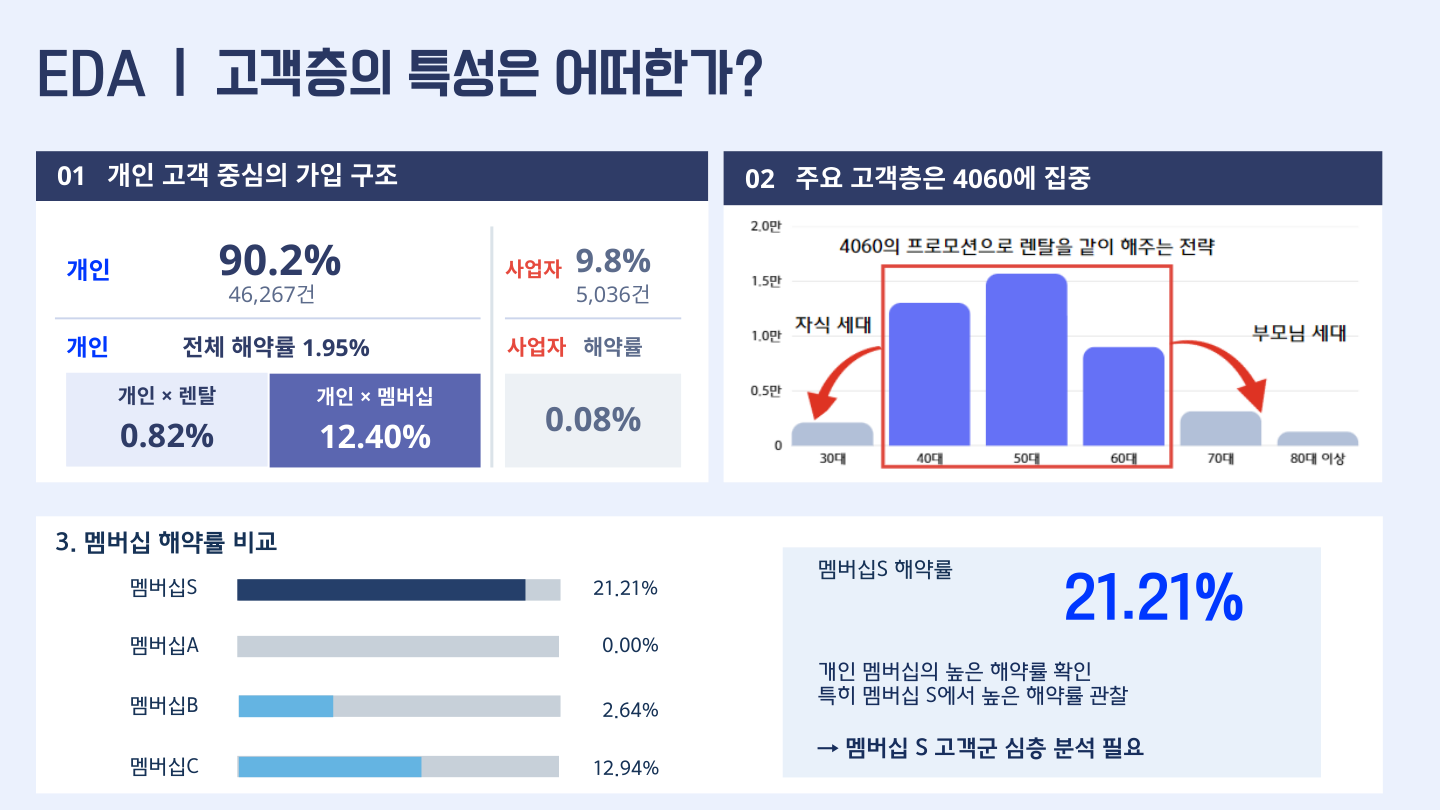 EDA | 고객층의 특성은 어떠한가?
01 개인 고객 중심의 가입 구조
개인 90.2%
46,267건
사업자 9.8%
5,036건
개인 전체 해약률 1.95%
사업자 해약률
개인 × 렌탈
0.82%
개인 × 멤버십
12.40%
0.08%
02 주요 고객층은 4060에 집중
4060의 프로모션으로 렌탈을 같이 해주는 전략
자식 세대
부모님 세대
2.0만
1.5만
1.0만
0.5만
0
30대 40대 50대 60대 70대 80대 이상
3. 멤버십 해약률 비교
멤버십S 21.21%
멤버십A 0.00%
멤버십B 2.64%
멤버십C 12.94%
멤버십S 해약률
21.21%
개인 멤버십의 높은 해약률 확인
특히 멤버십 S에서 높은 해약률 관찰
→ 멤버십 S 고객군 심층 분석 필요